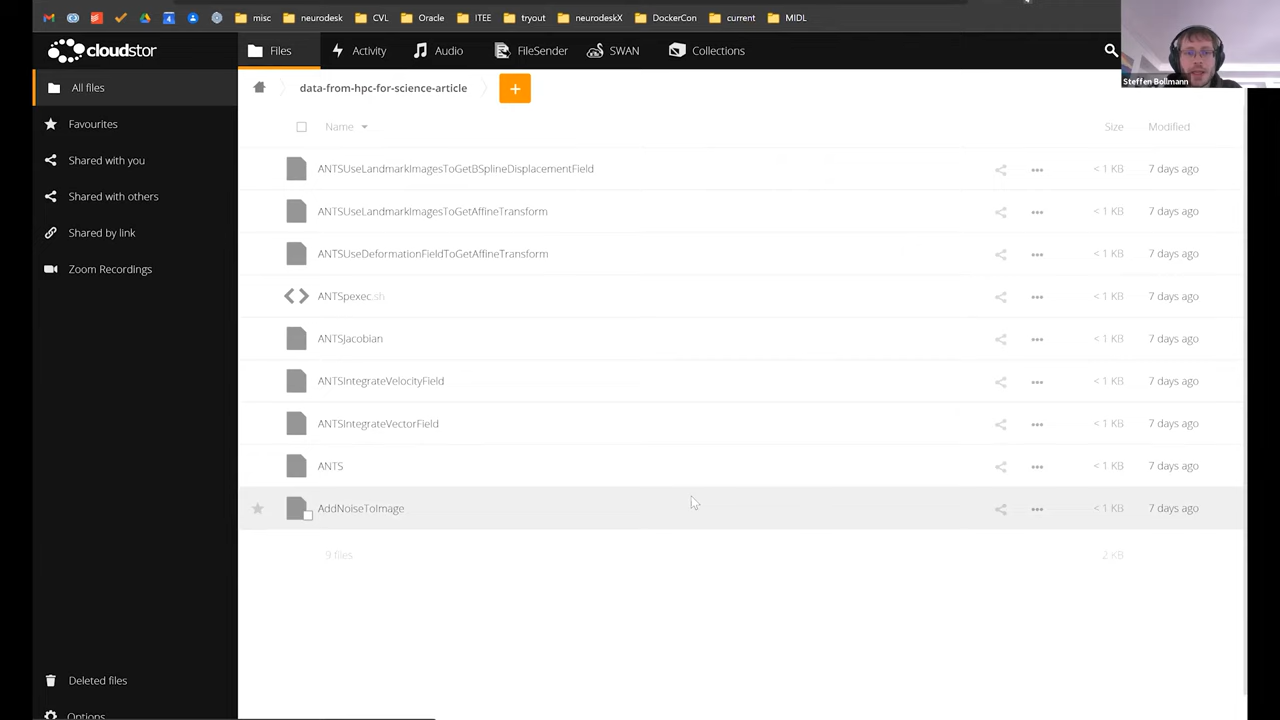 misc neurodesk CVL Oracle ITEE tryout neurodeskX DockerCon current MIDL
cloudstor Files Activity Audio FileSender SWAN Collections
Steffen Bollmann
All files
data-from-hpc-for-science-article +
Favourites
Name Size Modified
Shared with you
ANTSUseLandmarkImagesToGetBSplineDisplacementField < 1 KB 7 days ago
Shared with others
ANTSUseLandmarkImagesToGetAffineTransform < 1 KB 7 days ago
Shared by link
ANTSUseDeformationFieldToGetAffineTransform < 1 KB 7 days ago
Zoom Recordings
ANTSpexec.sh < 1 KB 7 days ago
ANTSJacobian < 1 KB 7 days ago
ANTSIntegrateVelocityField < 1 KB 7 days ago
ANTSIntegrateVectorField < 1 KB 7 days ago
ANTS < 1 KB 7 days ago
AddNoiseToImage < 1 KB 7 days ago
9 files 2 KB
Deleted files
Options